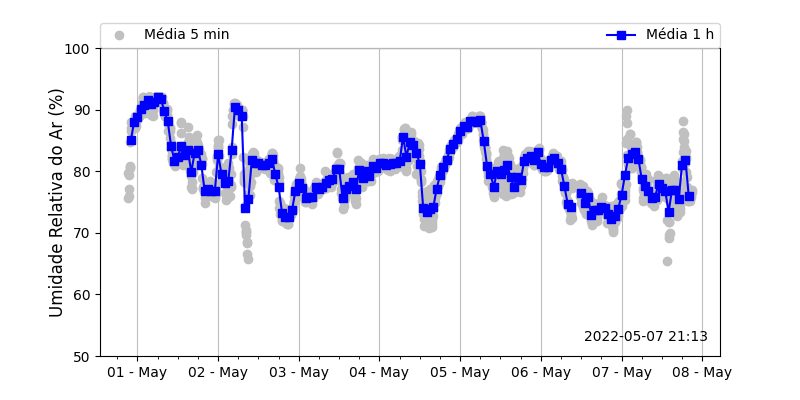 Média 5 min
Média 1 h
Umidade Relativa do Ar (%)
100
90
80
70
60
50
2022-05-07 21:13
01 - May
02 - May
03 - May
04 - May
05 - May
06 - May
07 - May
08 - May